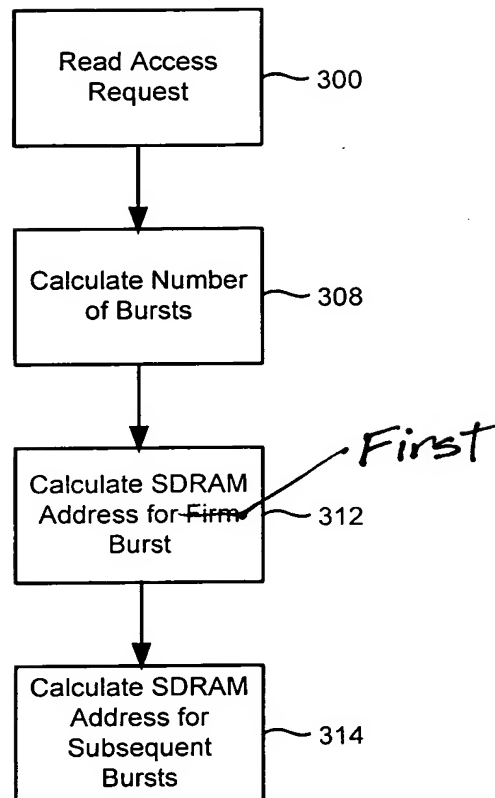 Read Access
Request
300
Calculate Number
of Bursts
308
First
Calculate SDRAM
Address for Firm
Burst
312
Calculate SDRAM
Address for
Subsequent
Bursts
314